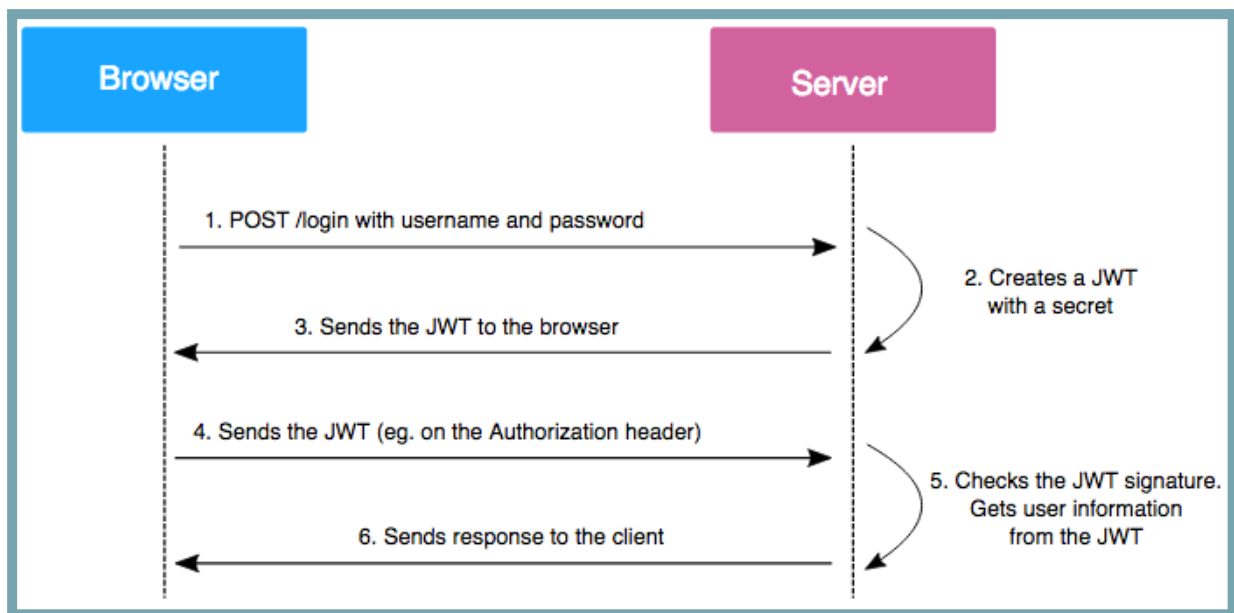 Browser
Server
1. POST /login with username and password
2. Creates a JWT
with a secret
3. Sends the JWT to the browser
4. Sends the JWT (eg. on the Authorization header)
5. Checks the JWT signature.
Gets user information
from the JWT
6. Sends response to the client